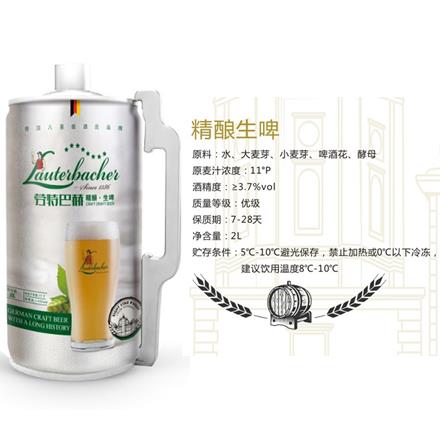 Lauterbacher
Since 1516
劳特巴赫 精酿·生啤
CRAFT DRAFT BEER
Lauterbacher
GERMAN CRAFT BEER
WITH A LONG HISTORY
精酿生啤
原料：水、大麦芽、小麦芽、啤酒花、酵母
原麦汁浓度：11°P
酒精度：≥3.7%vol
质量等级：优级
保质期：7-28天
净含量：2L
贮存条件：5℃-10℃避光保存，禁止加热或0℃以下冷冻，
建议饮用温度8℃-10℃